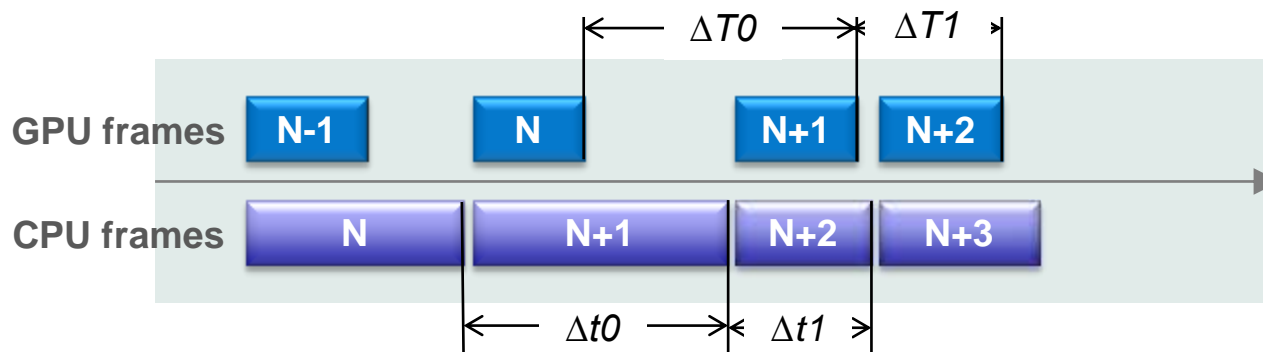 ΔT0 ΔT1
GPU frames N-1 N N+1 N+2
CPU frames N N+1 N+2 N+3
Δt0 Δt1